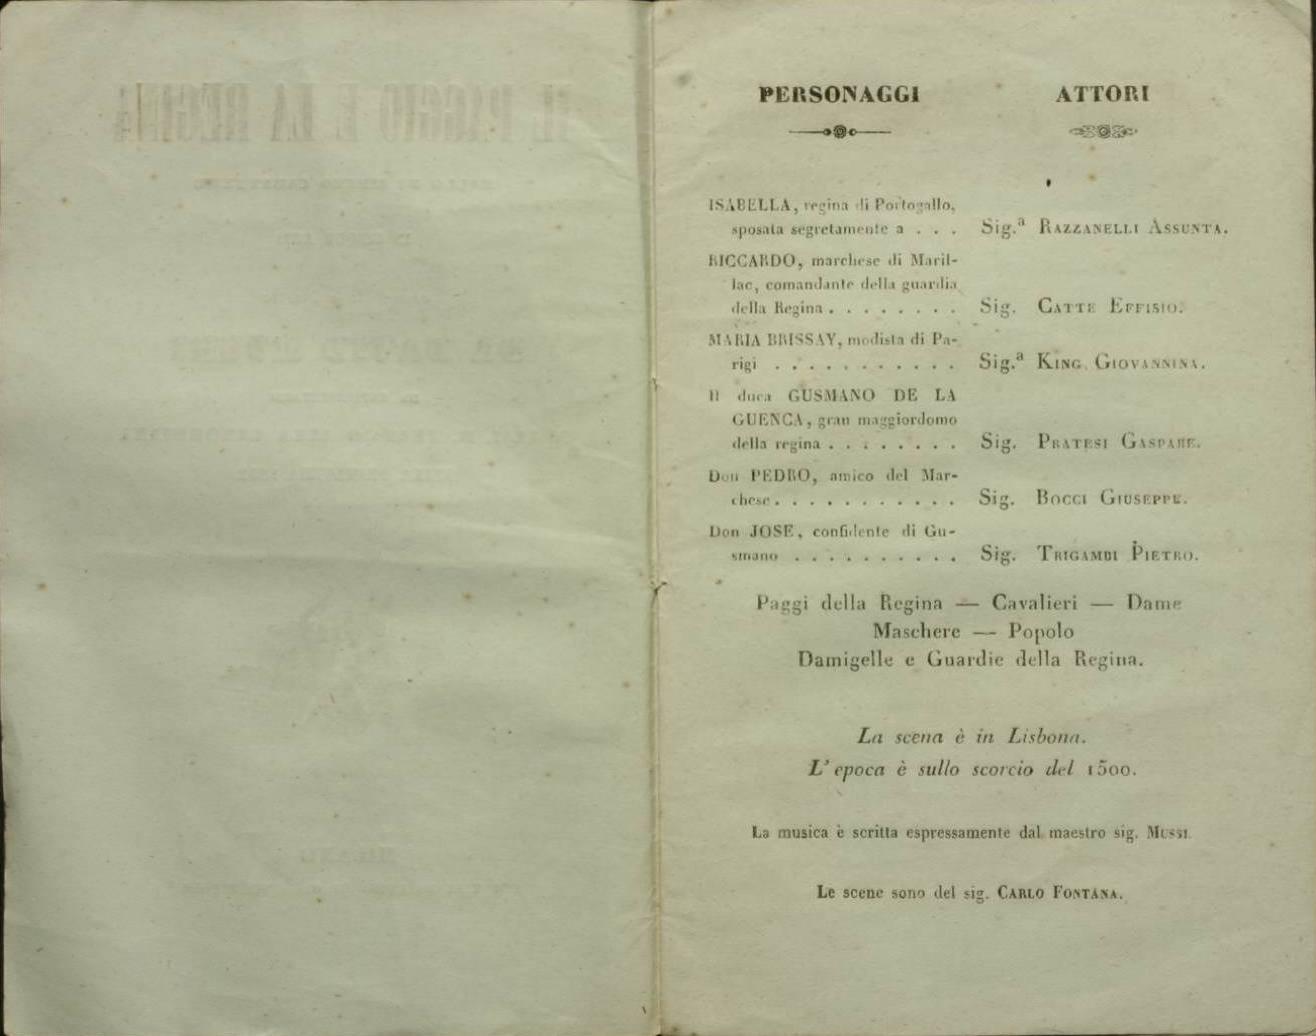 PERSONAGGI
ATTORI
ISABELLA, regina di Portogallo,
sposata segretamente a . . . Sig.ª RAZZANELLI ASSUNTA.
RICCARDO, marchese di Maril-
lac, comandante della guardia
della Regina . . . . . . . . Sig. CATTE EFFISIO.
MARIA BRISSAY, modista di Pa-
rigi . . . . . . . . . . . Sig.ª KING GIOVANNINA.
Il duca GUSMANO DE LA
GUENCA, gran maggiordomo
della regina . . . . . . . . Sig. PRATESI GASPARE.
Don PEDRO, amico del Mar-
chese . . . . . . . . . . . Sig. BOCCI GIUSEPPE.
Don JOSE, confidente di Gu-
smano . . . . . . . . . . Sig. TRIGAMBI PIETRO.
Paggi della Regina — Cavalieri — Dame
Maschere — Popolo
Damigelle e Guardie della Regina.
La scena è in Lisbona.
L' epoca è sullo scorcio del 1500.
La musica è scritta espressamente dal maestro sig. MUSSI.
Le scene sono del sig. CARLO FONTANA.